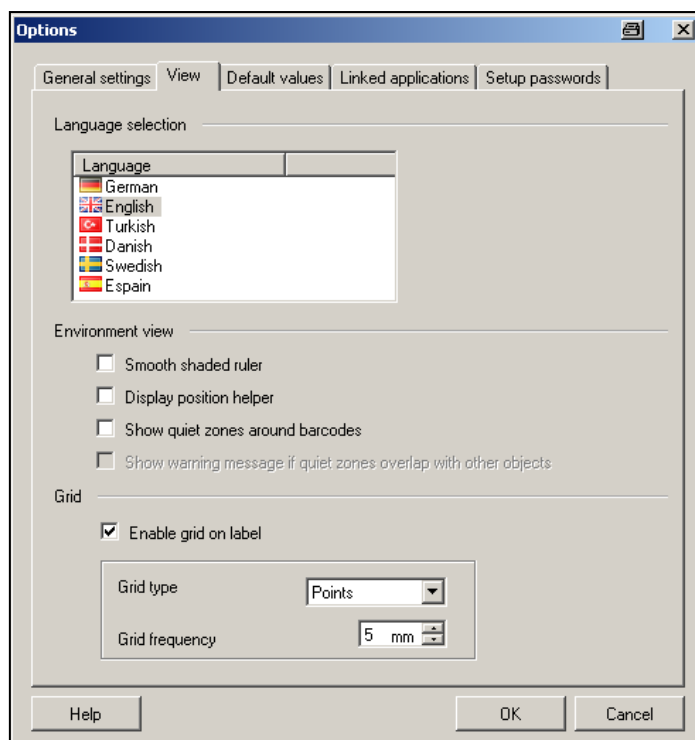 Options
General settings View Default values Linked applications Setup passwords
Language selection
Language
German
English
Turkish
Danish
Swedish
Espain
Environment view
Smooth shaded ruler
Display position helper
Show quiet zones around barcodes
Show warning message if quiet zones overlap with other objects
Grid
Enable grid on label
Grid type Points
Grid frequency 5 mm
Help OK Cancel